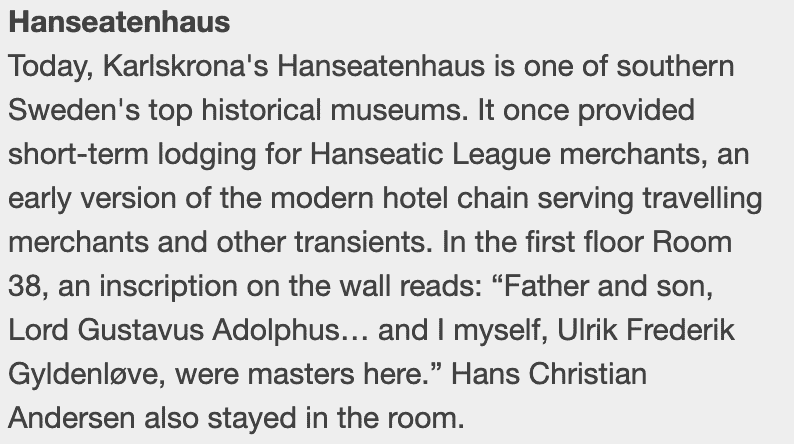 Hanseatenhaus
Today, Karlskrona's Hanseatenhaus is one of southern
Sweden's top historical museums. It once provided
short-term lodging for Hanseatic League merchants, an
early version of the modern hotel chain serving travelling
merchants and other transients. In the first floor Room
38, an inscription on the wall reads: “Father and son,
Lord Gustavus Adolphus… and I myself, Ulrik Frederik
Gyldenløve, were masters here.” Hans Christian
Andersen also stayed in the room.